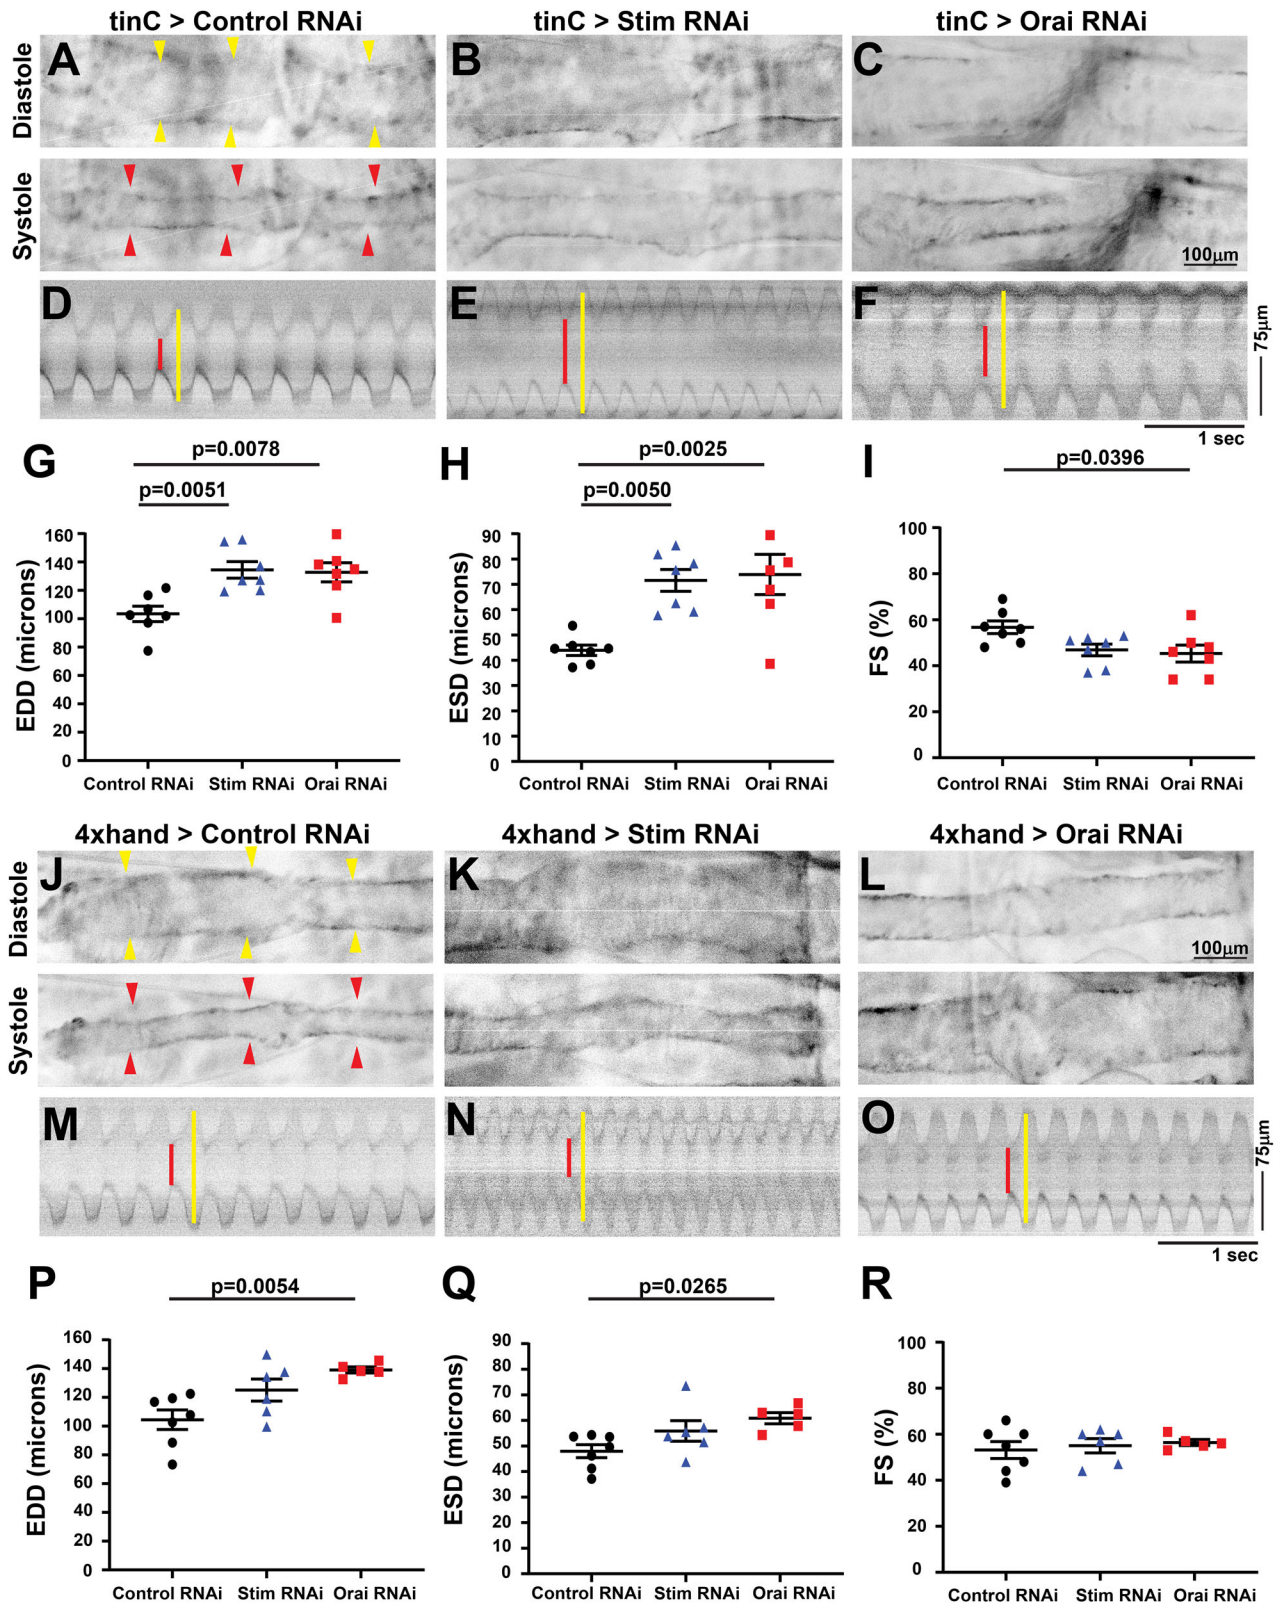 tinC > Control RNAi
tinC > Stim RNAi
tinC > Orai RNAi
Diastole
A
B
C
Systole
100μm
D
E
F
75μm
1 sec
G
p=0.0078
p=0.0051
EDD (microns)
160
140
120
100
80
60
40
20
0
Control RNAi
Stim RNAi
Orai RNAi
H
p=0.0025
p=0.0050
ESD (microns)
90
80
70
60
50
40
30
20
10
0
Control RNAi
Stim RNAi
Orai RNAi
I
p=0.0396
FS (%)
100
80
60
40
20
0
Control RNAi
Stim RNAi
Orai RNAi
4xhand > Control RNAi
4xhand > Stim RNAi
4xhand > Orai RNAi
Diastole
J
K
L
100μm
Systole
M
N
O
75μm
1 sec
P
p=0.0054
EDD (microns)
160
140
120
100
80
60
40
20
0
Control RNAi
Stim RNAi
Orai RNAi
Q
p=0.0265
ESD (microns)
90
80
70
60
50
40
30
20
10
0
Control RNAi
Stim RNAi
Orai RNAi
R
FS (%)
100
80
60
40
20
0
Control RNAi
Stim RNAi
Orai RNAi